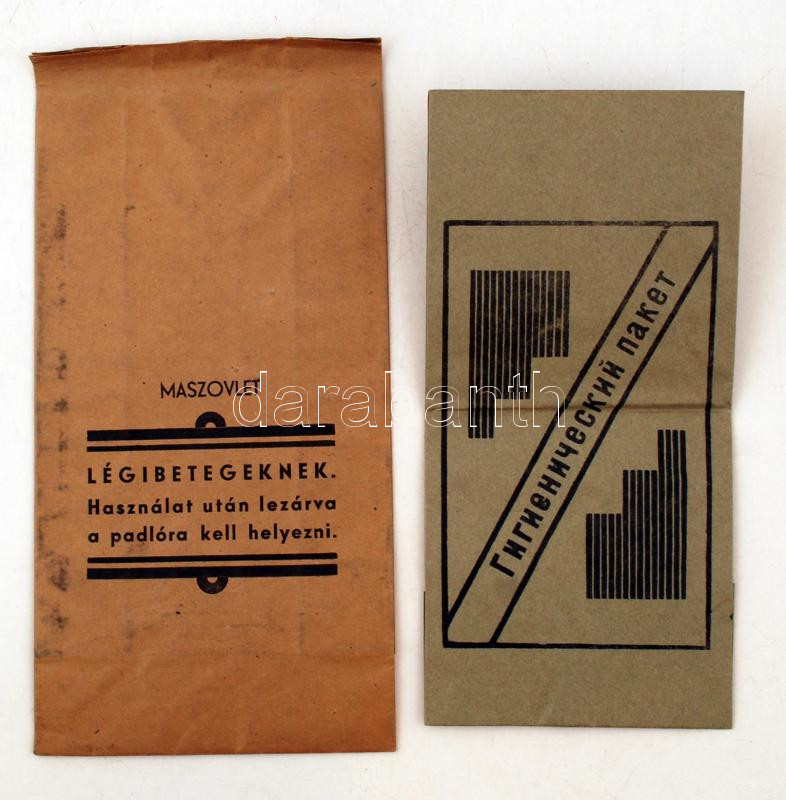 MASZOVLET
LÉGIBETEGEKNEK.
Használat után lezárva
a padlóra kell helyezni.
Гигиенический пакет
darabanth